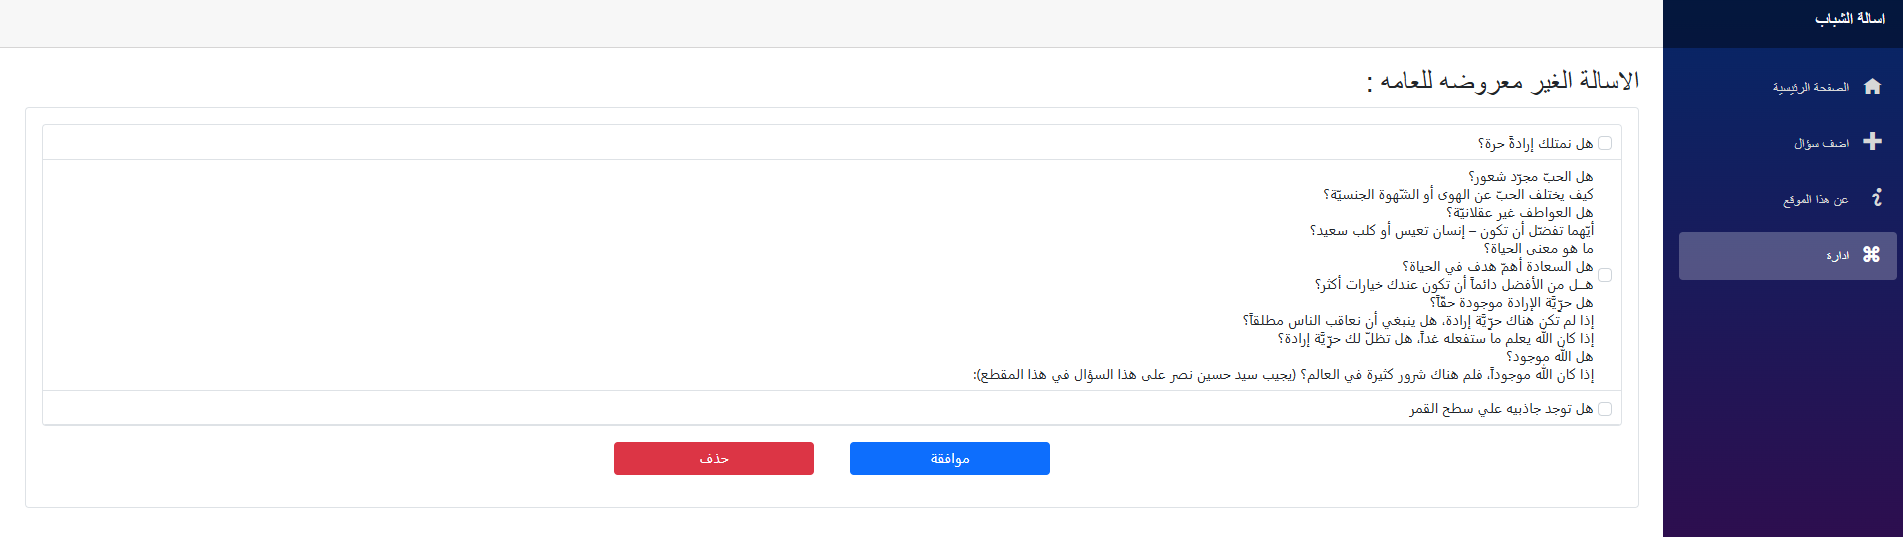 اسالة الشباب
الصفحة الرئيسية
اضف سؤال
عن هذا الموقع
ادارة
الاسالة الغير معروضه للعامه :
هل نمتلك إرادةً حرة؟
هل الحبّ مجرّد شعور؟
كيف يختلف الحبّ عن الهوى أو الشّهوة الجنسيّة؟
هل العواطف غير عقلانيّة؟
أيّهما تفضّل أن تكون – إنسان تعيس أو كلب سعيد؟
ما هو معنى الحياة؟
هل السعادة أهمّ هدف في الحياة؟
هــل من الأفضل دائماً أن تكون عندك خيارات أكثر؟
هل حرّيَّة الإرادة موجودة حقّاً؟
إذا لم تكن هناك حرّيَّة إرادة، هل ينبغي أن نعاقب الناس مطلقاً؟
إذا كان الله يعلم ما ستفعله غداً، هل تظلّ لك حرّيَّة إرادة؟
هل الله موجود؟
إذا كان الله موجوداً، فلم هناك شرور كثيرة في العالم؟ (يجيب سيد حسين نصر على هذا السؤال في هذا المقطع):
هل توجد جاذبيه علي سطح القمر
موافقة
حذف